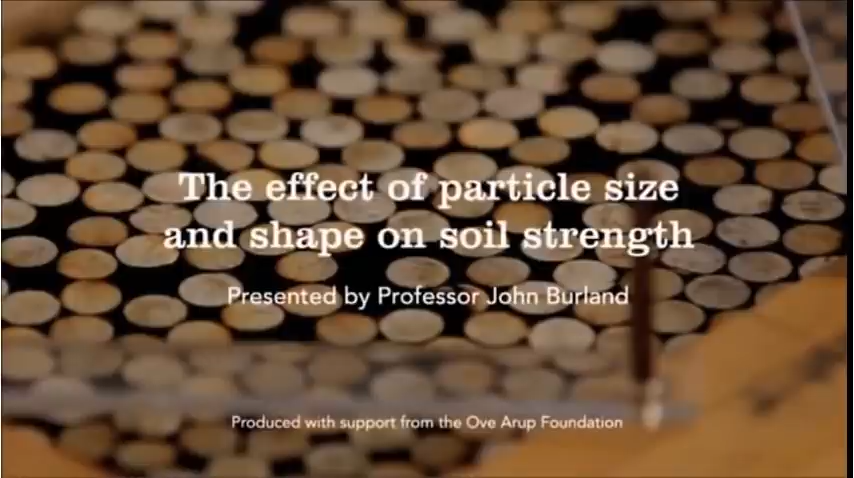 The effect of particle size
and shape on soil strength
Presented by Professor John Burland
Produced with support from the Ove Arup Foundation